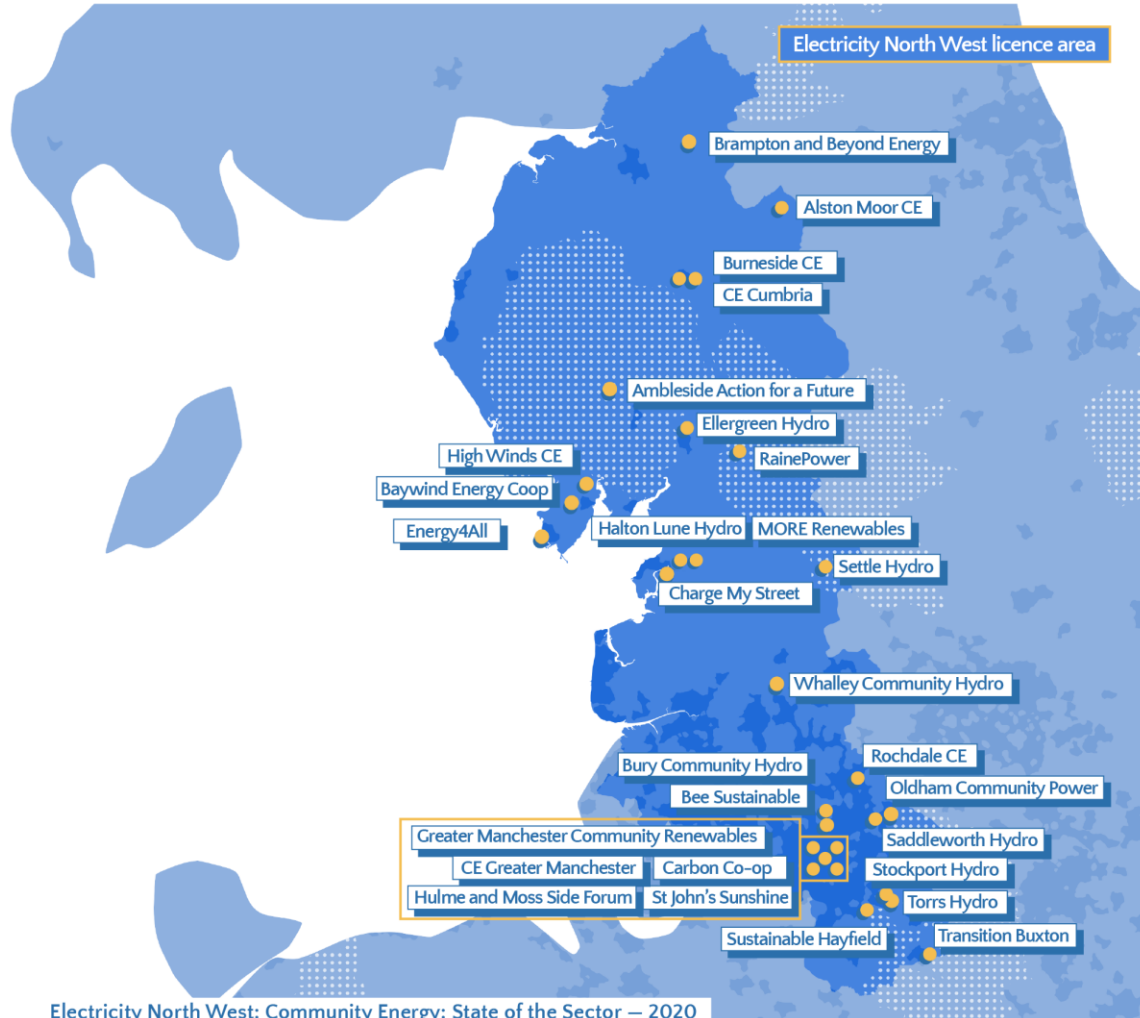 Electricity North West licence area
Brampton and Beyond Energy
Alston Moor CE
Burneside CE
CE Cumbria
Ambleside Action for a Future
Ellergreen Hydro
High Winds CE
RainePower
Baywind Energy Coop
Energy4All
Halton Lune Hydro
MORE Renewables
Settle Hydro
Charge My Street
Whalley Community Hydro
Rochdale CE
Bury Community Hydro
Oldham Community Power
Bee Sustainable
Greater Manchester Community Renewables
Saddleworth Hydro
CE Greater Manchester
Carbon Co-op
Stockport Hydro
Hulme and Moss Side Forum
St John's Sunshine
Torrs Hydro
Sustainable Hayfield
Transition Buxton
Electricity North West: Community Energy: State of the Sector — 2020